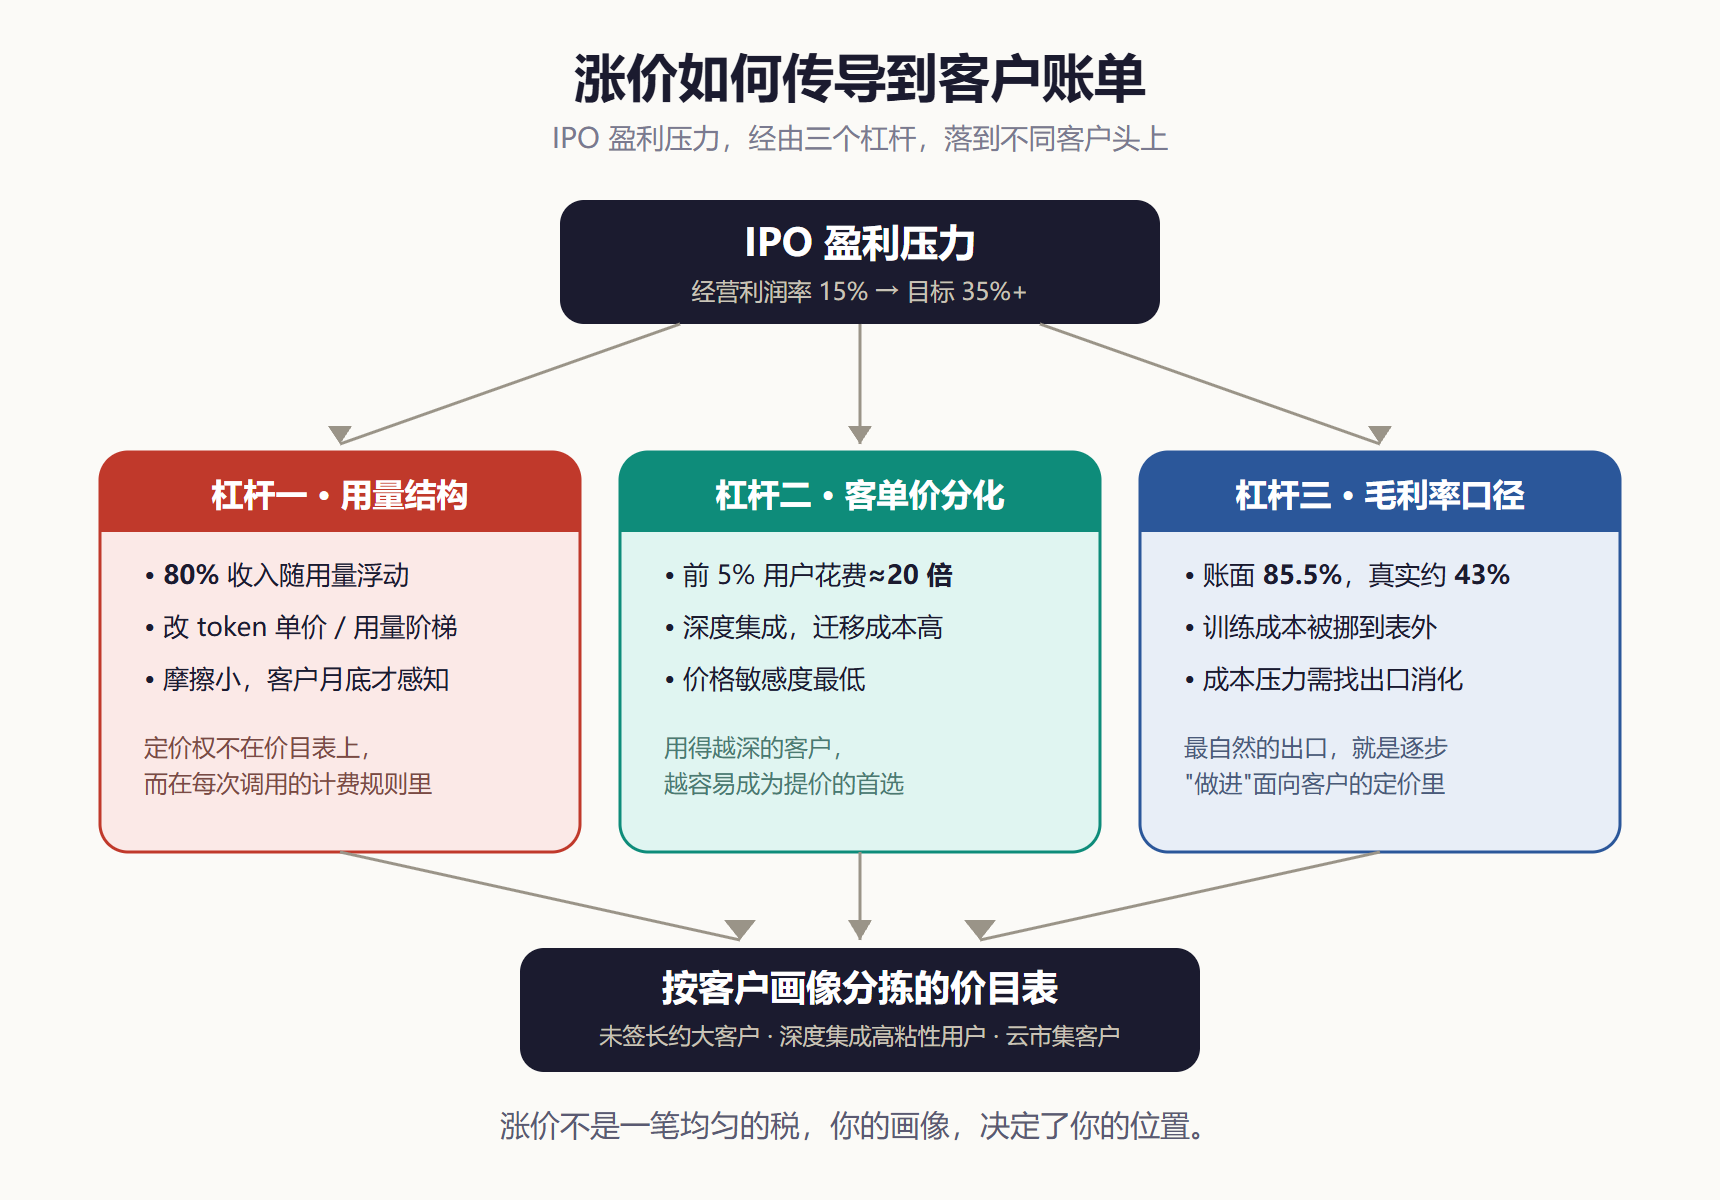 涨价如何传导到客户账单
IPO 盈利压力，经由三个杠杆，落到不同客户头上
IPO 盈利压力
经营利润率 15% → 目标 35%+
杠杆一 • 用量结构
• 80% 收入随用量浮动
• 改 token 单价 / 用量阶梯
• 摩擦小，客户月底才感知
定价权不在价目表上，
而在每次调用的计费规则里
杠杆二 • 客单价分化
• 前 5% 用户花费≈20 倍
• 深度集成，迁移成本高
• 价格敏感度最低
用得越深的客户，
越容易成为提价的首选
杠杆三 • 毛利率口径
• 账面 85.5%，真实约 43%
• 训练成本被挪到表外
• 成本压力需找出口消化
最自然的出口，就是逐步
"做进"面向客户的定价里
按客户画像分拣的价目表
未签长约大客户 · 深度集成高粘性用户 · 云市集客户
涨价不是一笔均匀的税，你的画像，决定了你的位置。